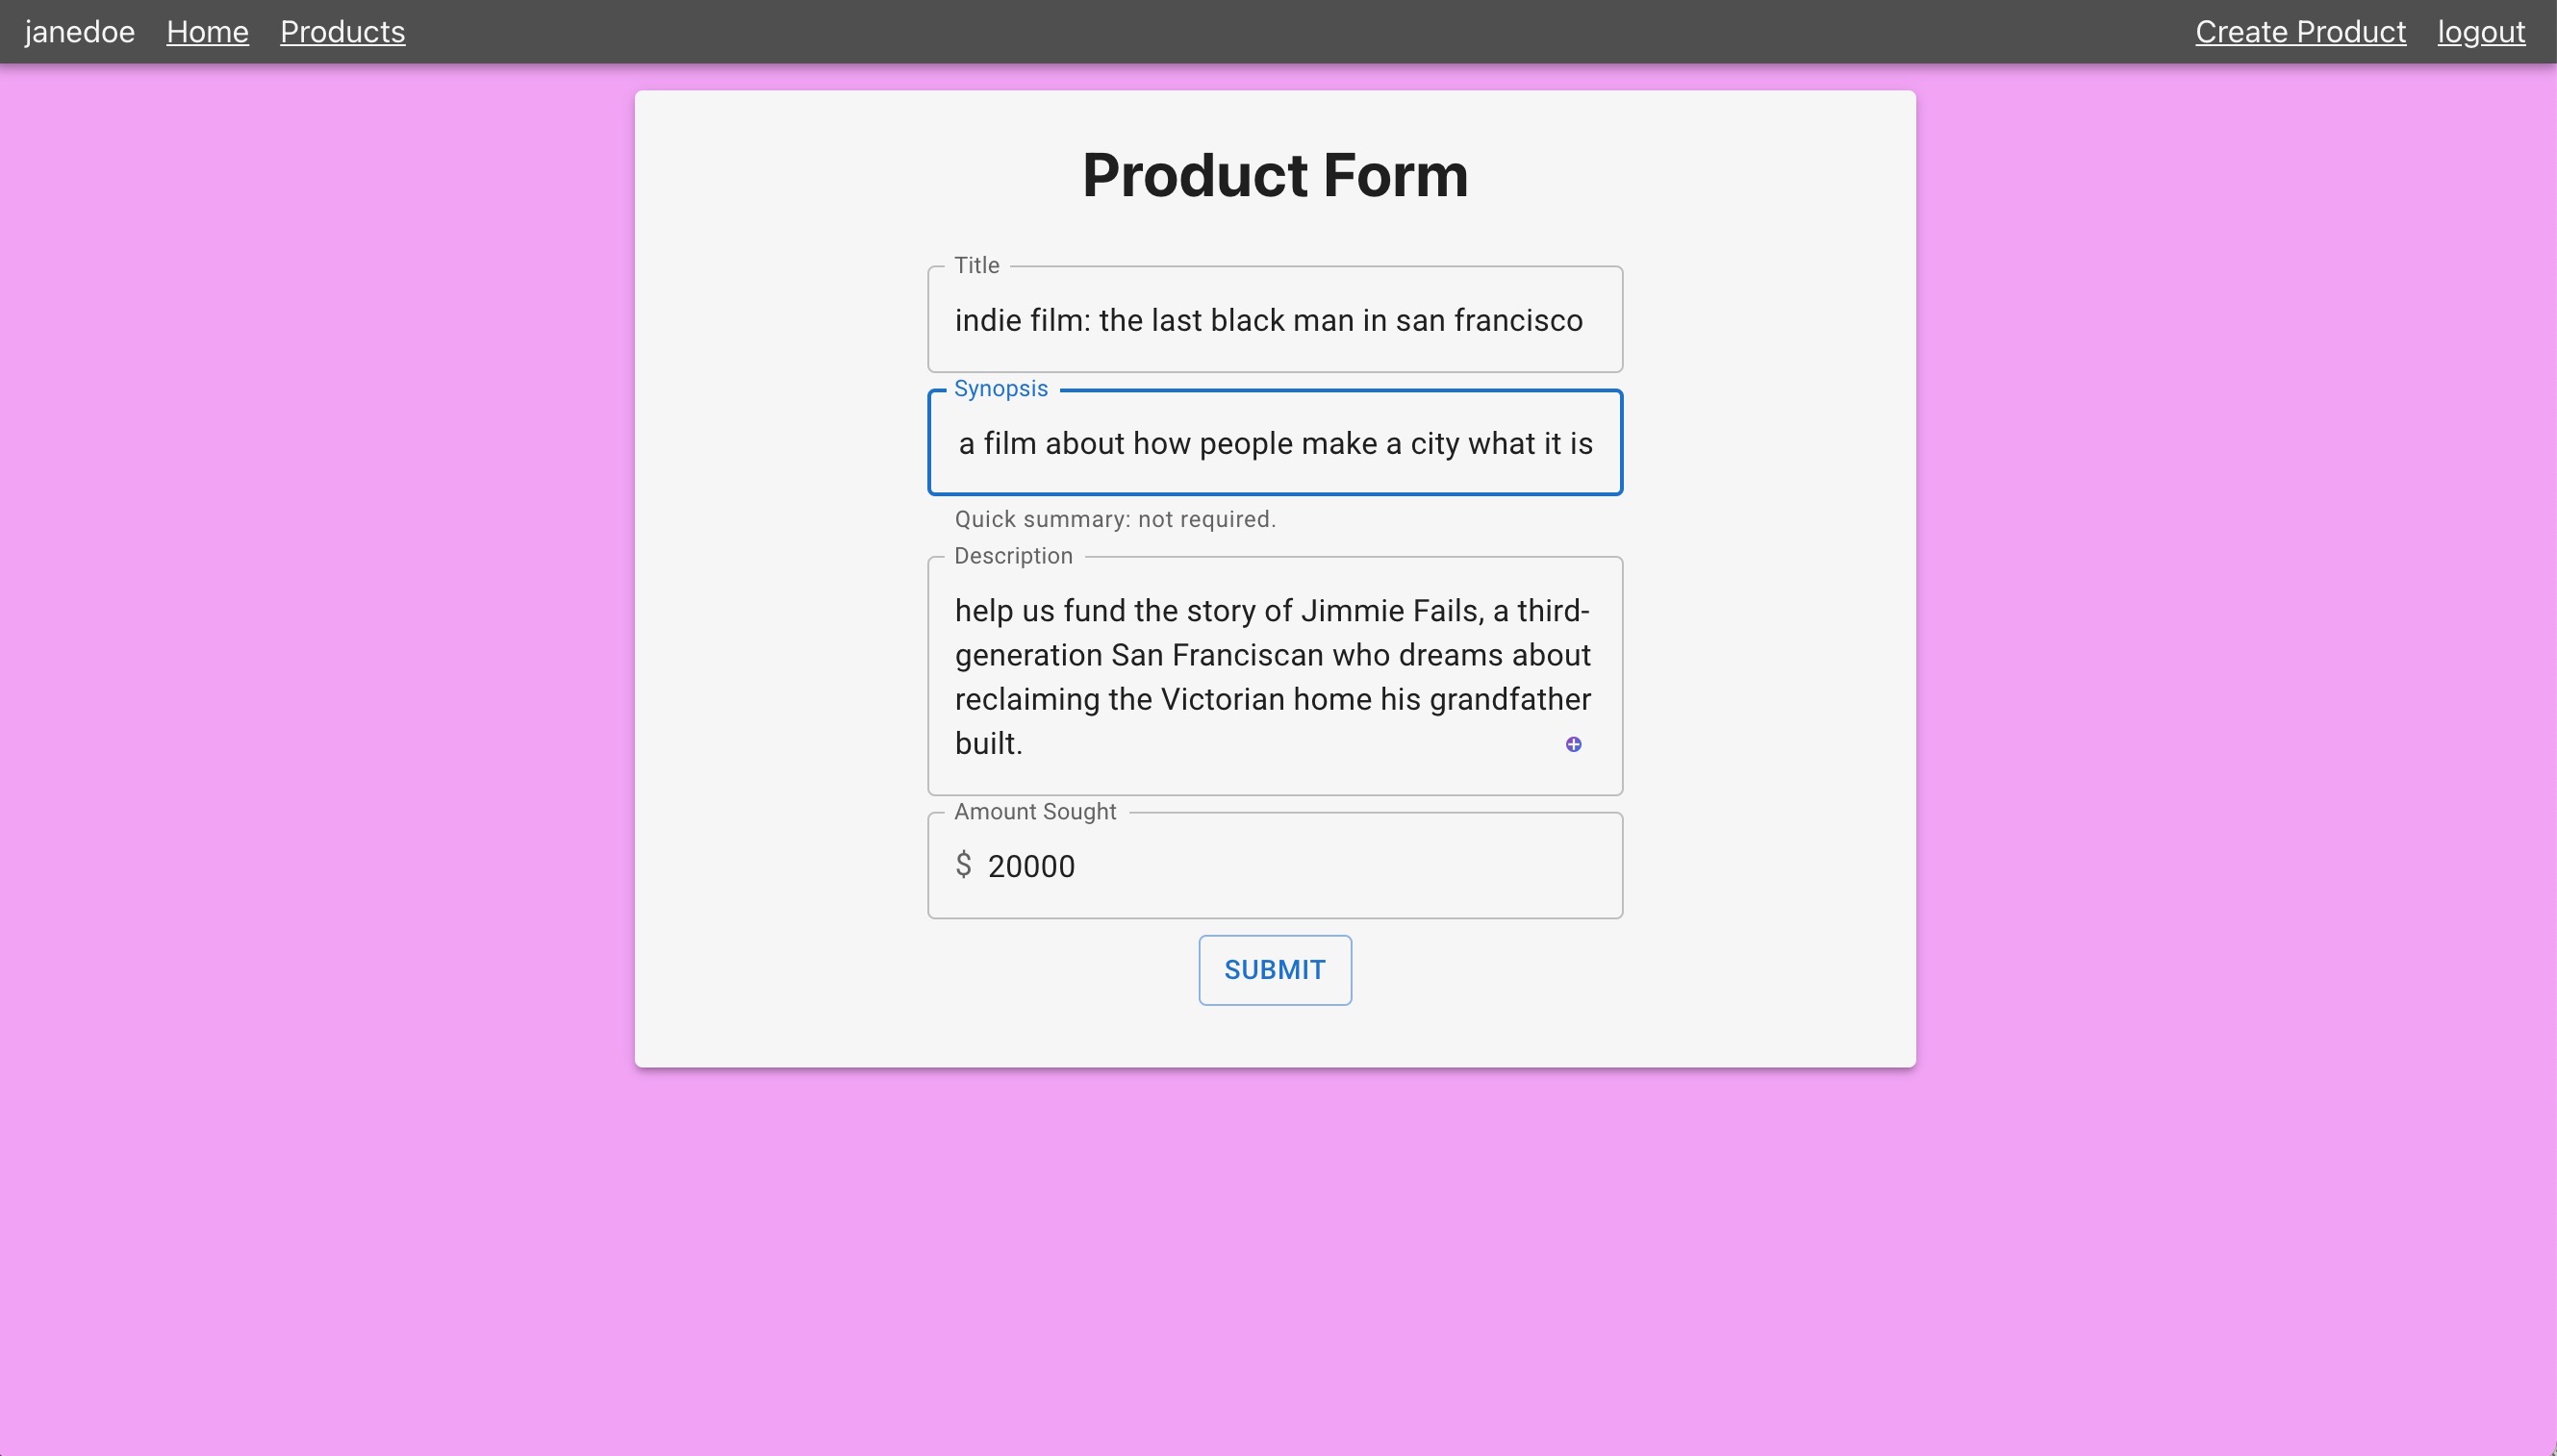 janedoe Home Products Create Product logout
Product Form
Title
indie film: the last black man in san francisco
Synopsis
a film about how people make a city what it is
Quick summary: not required.
Description
help us fund the story of Jimmie Fails, a third-
generation San Franciscan who dreams about
reclaiming the Victorian home his grandfather
built.
Amount Sought
$ 20000
SUBMIT